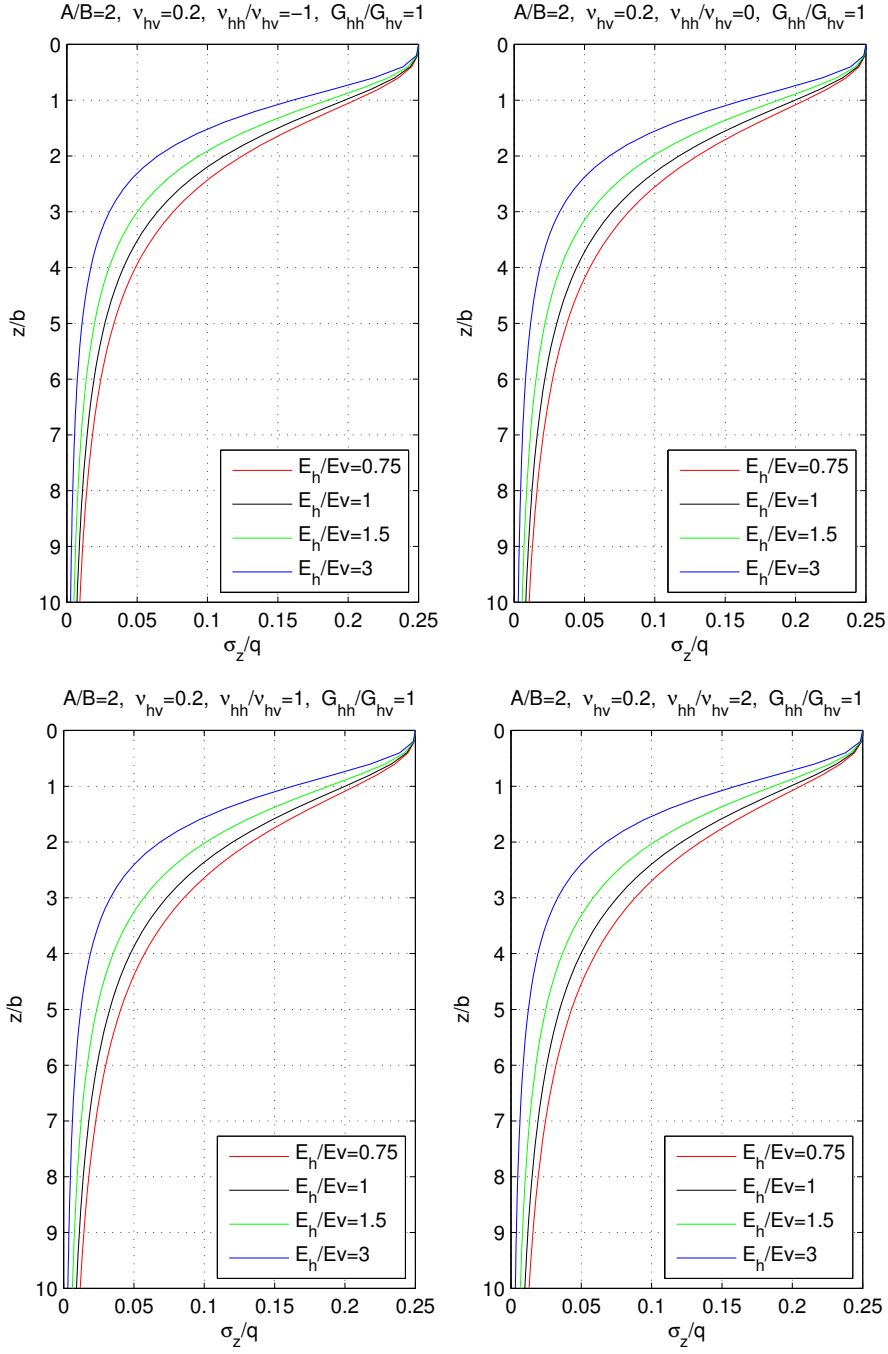 A/B=2, ν_hv=0.2, ν_hh/ν_hv=−1, G_hh/G_hv=1
0
1
2
3
4
5
6
7
8
9
10
z/b
E_h/Ev=0.75
E_h/Ev=1
E_h/Ev=1.5
E_h/Ev=3
0 0.05 0.1 0.15 0.2 0.25
σ_z/q
A/B=2, ν_hv=0.2, ν_hh/ν_hv=0, G_hh/G_hv=1
0
1
2
3
4
5
6
7
8
9
10
z/b
E_h/Ev=0.75
E_h/Ev=1
E_h/Ev=1.5
E_h/Ev=3
0 0.05 0.1 0.15 0.2 0.25
σ_z/q
A/B=2, ν_hv=0.2, ν_hh/ν_hv=1, G_hh/G_hv=1
0
1
2
3
4
5
6
7
8
9
10
z/b
E_h/Ev=0.75
E_h/Ev=1
E_h/Ev=1.5
E_h/Ev=3
0 0.05 0.1 0.15 0.2 0.25
σ_z/q
A/B=2, ν_hv=0.2, ν_hh/ν_hv=2, G_hh/G_hv=1
0
1
2
3
4
5
6
7
8
9
10
z/b
E_h/Ev=0.75
E_h/Ev=1
E_h/Ev=1.5
E_h/Ev=3
0 0.05 0.1 0.15 0.2 0.25
σ_z/q